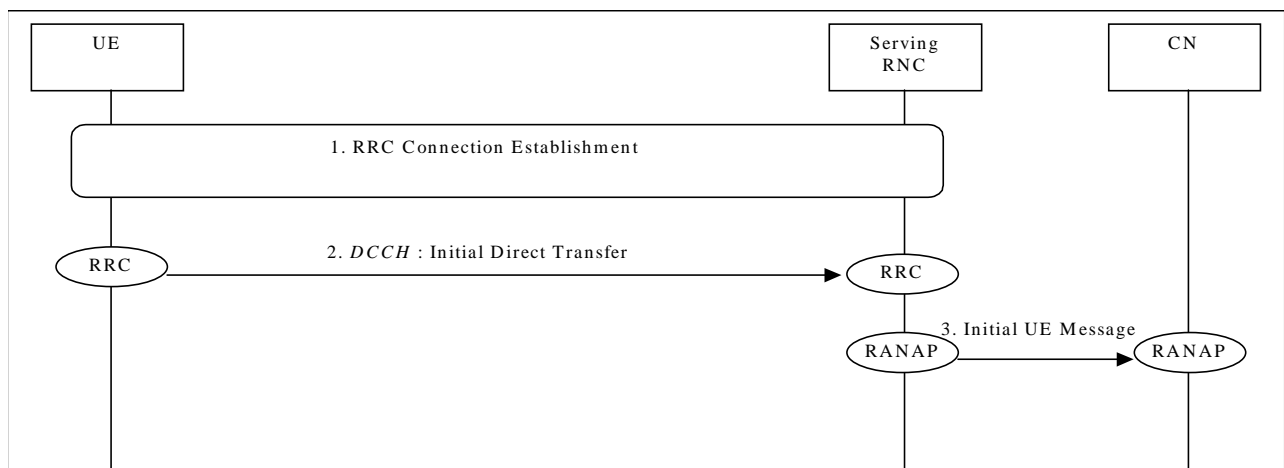 UE
Serving
RNC
CN
1. RRC Connection Establishment
2. DCCH : Initial Direct Transfer
RRC
RRC
3. Initial UE Message
RANAP
RANAP